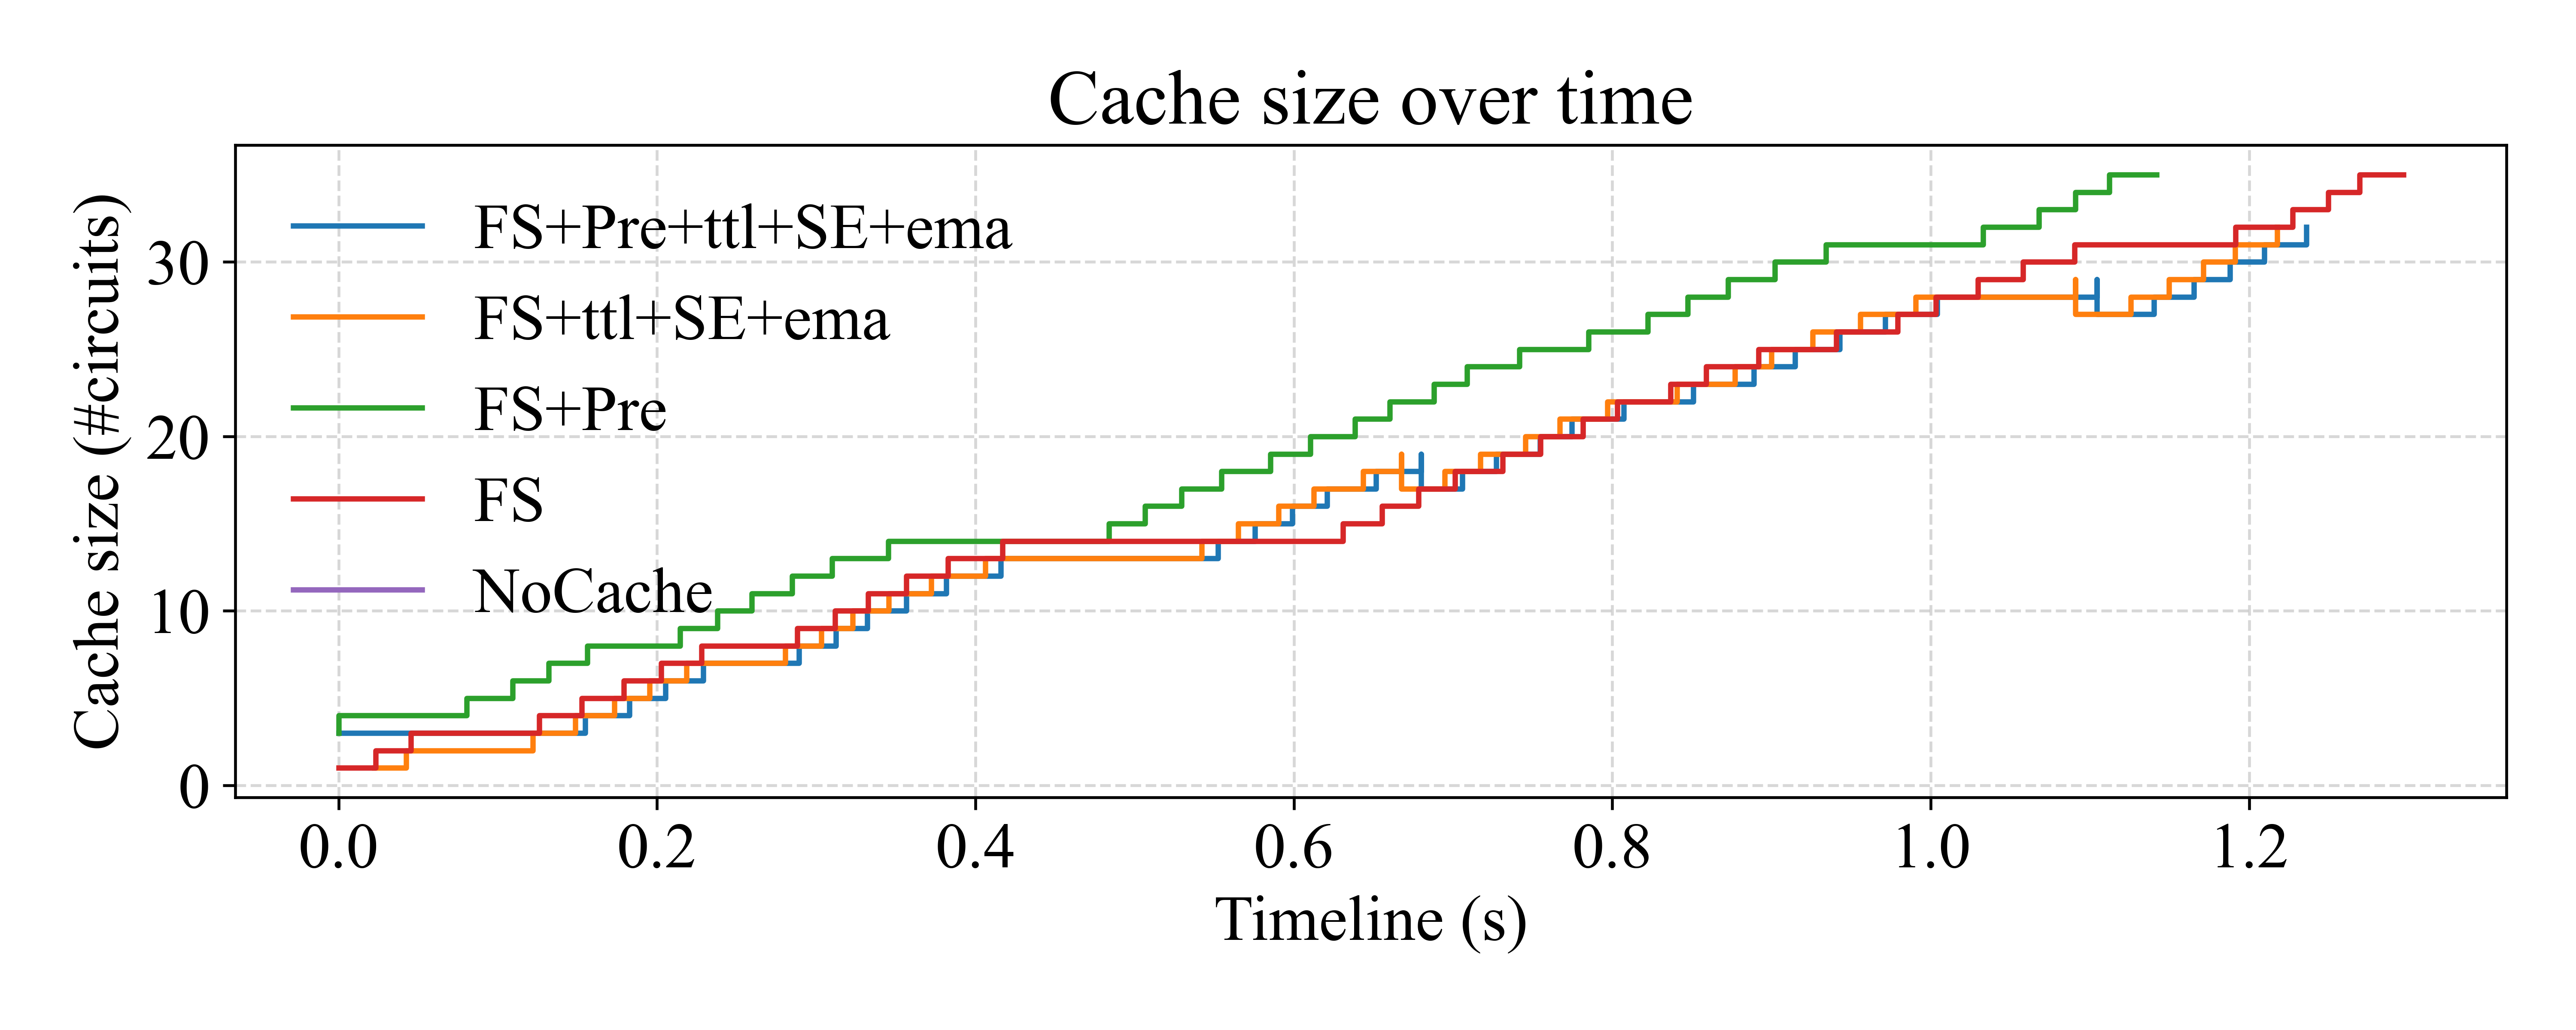 Cache size over time
Cache size (#circuits)
30
20
10
0
FS+Pre+ttl+SE+ema
FS+ttl+SE+ema
FS+Pre
FS
NoCache
0.0 0.2 0.4 0.6 0.8 1.0 1.2
Timeline (s)